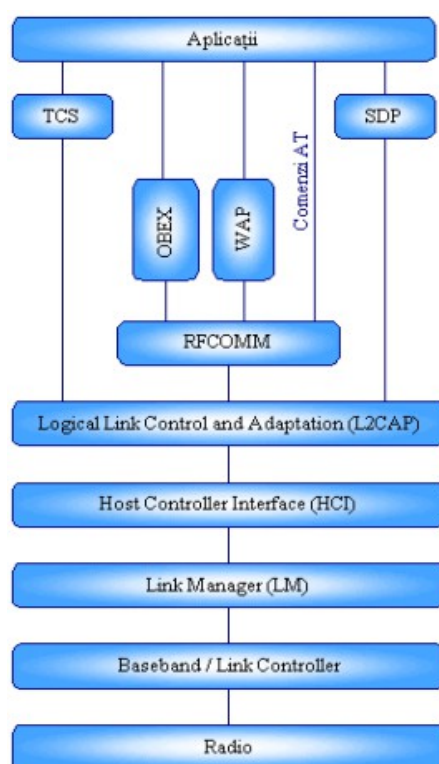 Aplicaţii
TCS
SDP
OBEX
WAP
Comenzi AT
RFCOMM
Logical Link Control and Adaptation (L2CAP)
Host Controller Interface (HCI)
Link Manager (LM)
Baseband / Link Controller
Radio